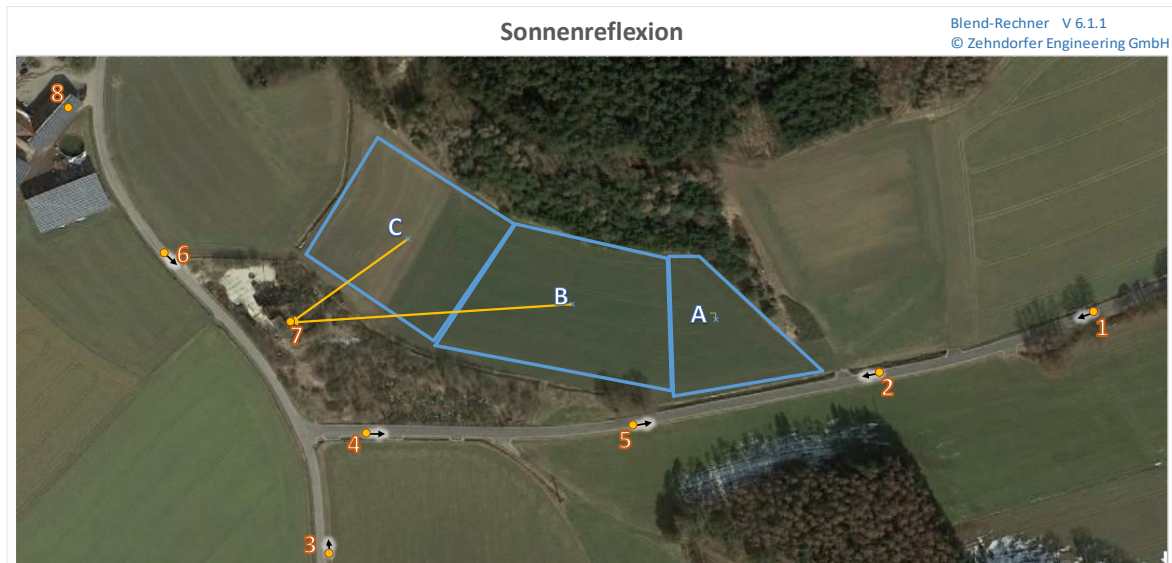 Sonnenreflexion
Blend-Rechner V 6.1.1
© Zehndorfer Engineering GmbH
8
C
6
B
A
7
1
2
5
4
3